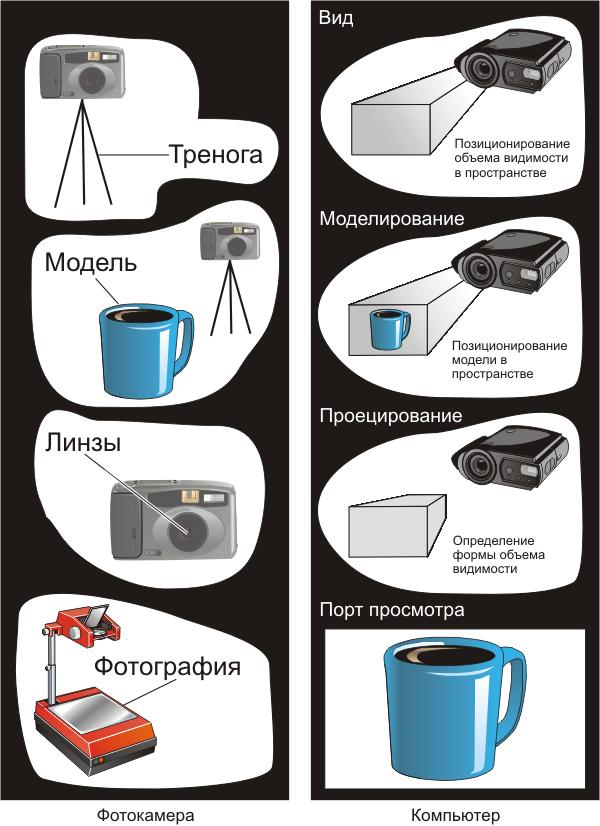 Тренога
Модель
Линзы
Фотография
Фотокамера
Вид
Позиционирование
объема видимости
в пространстве
Моделирование
Позиционирование
модели в
пространстве
Проецирование
Определение
формы объема
видимости
Порт просмотра
Компьютер